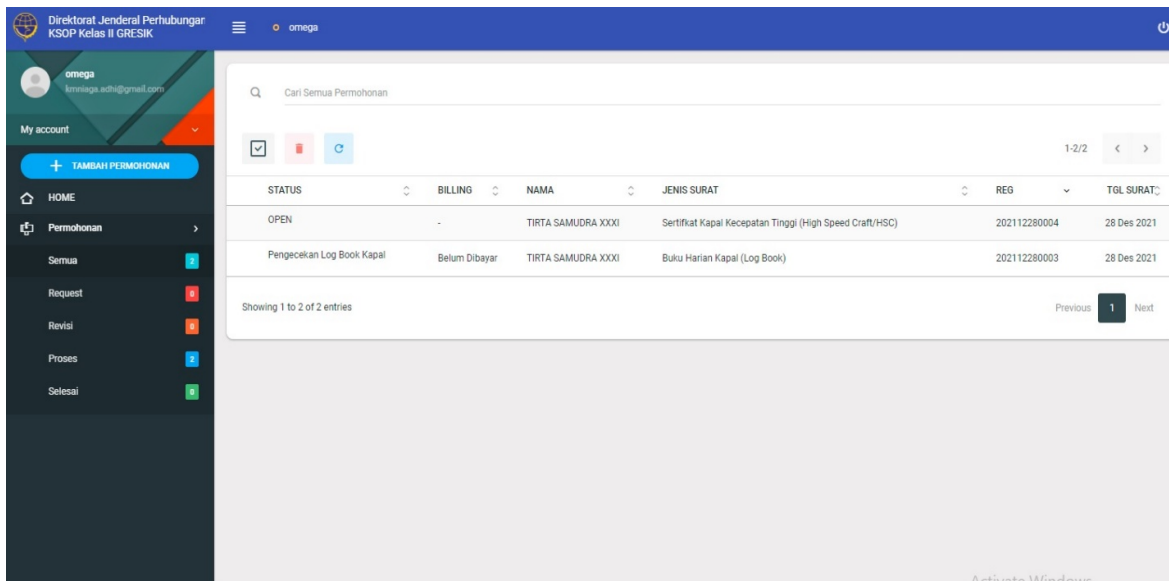 Direktorat Jenderal Perhubungan
KSOP Kelas II GRESIK
omega
omega
kmniaga.adhi@gmail.com
My account
TAMBAH PERMOHONAN
HOME
Permohonan
Semua 2
Request 0
Revisi 0
Proses 2
Selesai 0
Cari Semua Permohonan
1-2/2
STATUS BILLING NAMA JENIS SURAT REG TGL SURAT
OPEN - TIRTA SAMUDRA XXXI Sertifkat Kapal Kecepatan Tinggi (High Speed Craft/HSC) 202112280004 28 Des 2021
Pengecekan Log Book Kapal Belum Dibayar TIRTA SAMUDRA XXXI Buku Harian Kapal (Log Book) 202112280003 28 Des 2021
Showing 1 to 2 of 2 entries
Previous 1 Next
Activate Windows